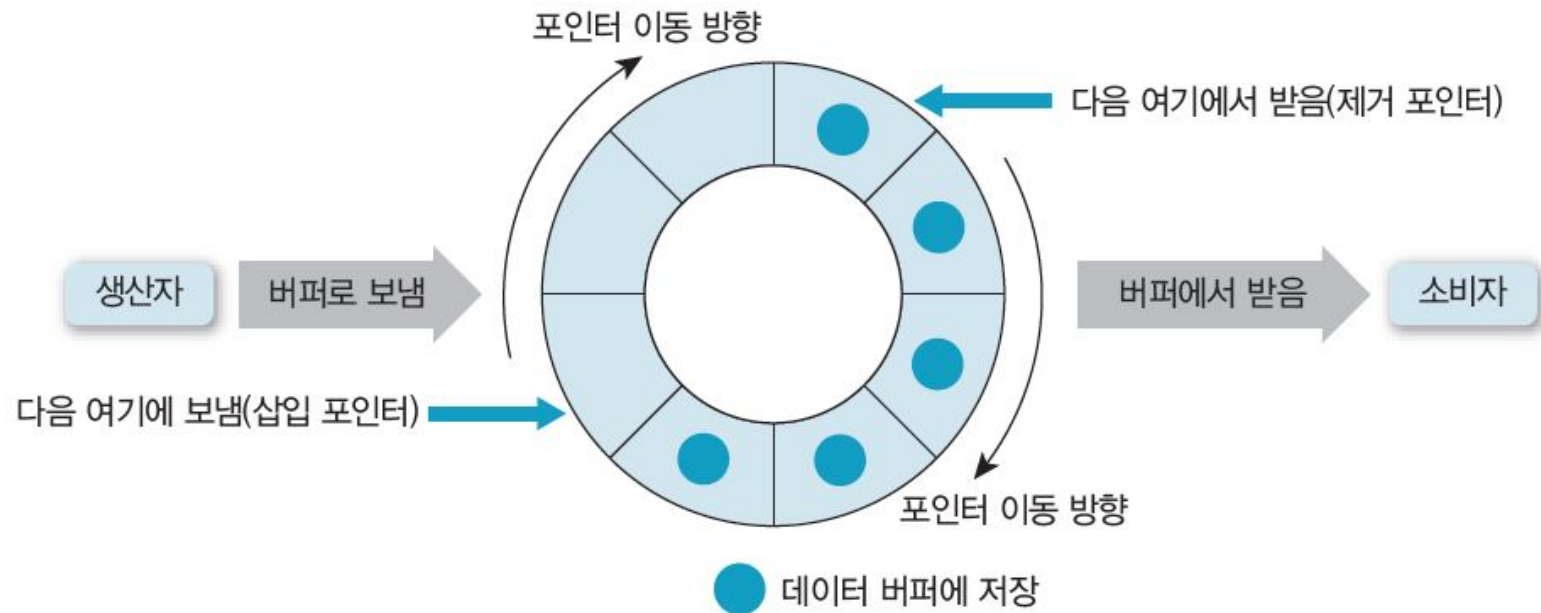 포인터 이동 방향
다음 여기에서 받음(제거 포인터)
생산자
버퍼로 보냄
버퍼에서 받음
소비자
다음 여기에 보냄(삽입 포인터)
포인터 이동 방향
데이터 버퍼에 저장